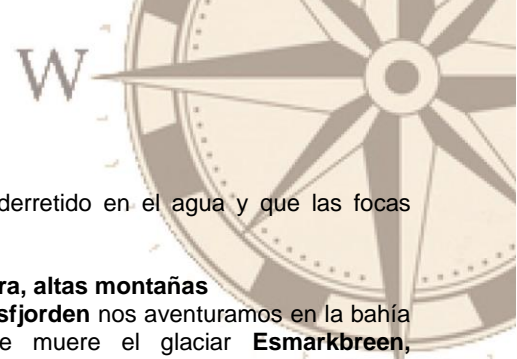 W
derretido en el agua y que las focas
ra, altas montañas
sfjorden nos aventuramos en la bahía
e muere el glaciar Esmarkbreen,